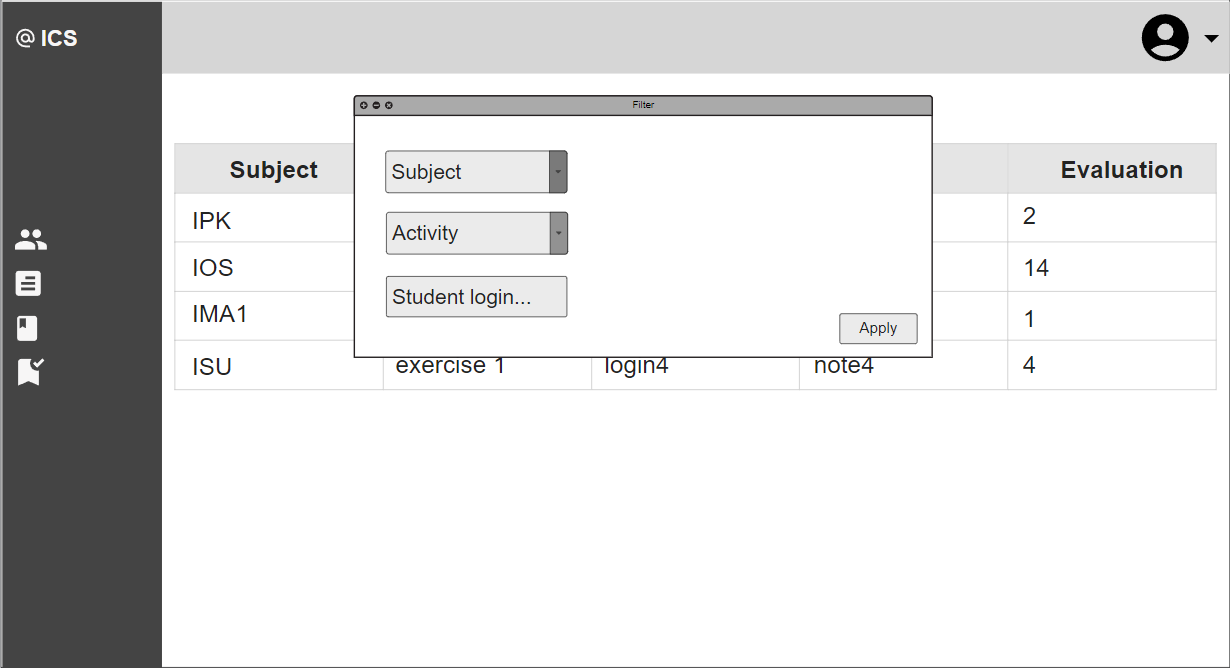 @ ICS
Filter
Subject
Evaluation
Subject
IPK
2
Activity
IOS
14
Student login...
IMA1
1
Apply
ISU
exercise 1
login4
note4
4